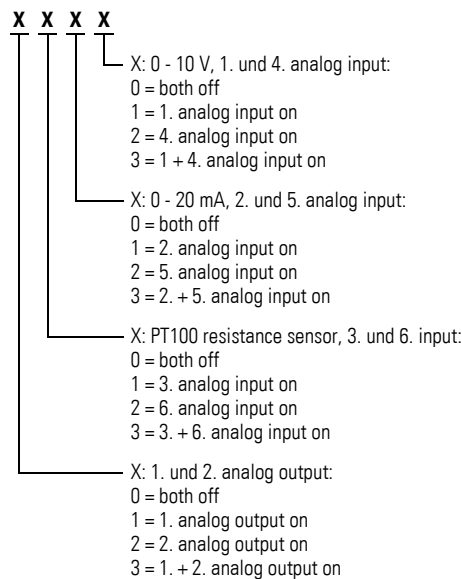 X X X X
X: 0 - 10 V, 1. und 4. analog input:
0 = both off
1 = 1. analog input on
2 = 4. analog input on
3 = 1 + 4. analog input on
X: 0 - 20 mA, 2. und 5. analog input:
0 = both off
1 = 2. analog input on
2 = 5. analog input on
3 = 2. + 5. analog input on
X: PT100 resistance sensor, 3. und 6. input:
0 = both off
1 = 3. analog input on
2 = 6. analog input on
3 = 3. + 6. analog input on
X: 1. und 2. analog output:
0 = both off
1 = 1. analog output on
2 = 2. analog output on
3 = 1. + 2. analog output on